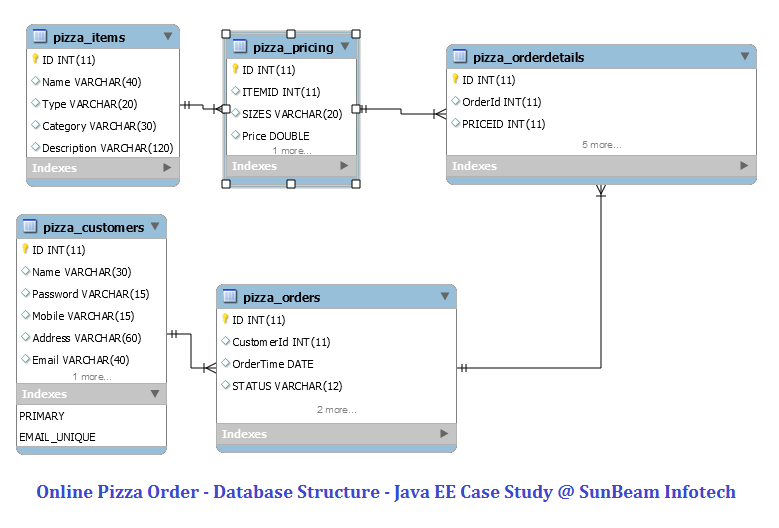 pizza_items
ID INT(11)
Name VARCHAR(40)
Type VARCHAR(20)
Category VARCHAR(30)
Description VARCHAR(120)
Indexes
pizza_pricing
ID INT(11)
ITEMID INT(11)
SIZES VARCHAR(20)
Price DOUBLE
1 more...
Indexes
pizza_orderdetails
ID INT(11)
OrderId INT(11)
PRICEID INT(11)
5 more...
Indexes
pizza_customers
ID INT(11)
Name VARCHAR(30)
Password VARCHAR(15)
Mobile VARCHAR(15)
Address VARCHAR(60)
Email VARCHAR(40)
1 more...
Indexes
PRIMARY
EMAIL_UNIQUE
pizza_orders
ID INT(11)
CustomerId INT(11)
OrderTime DATE
STATUS VARCHAR(12)
2 more...
Indexes
Online Pizza Order - Database Structure - Java EE Case Study @ SunBeam Infotech